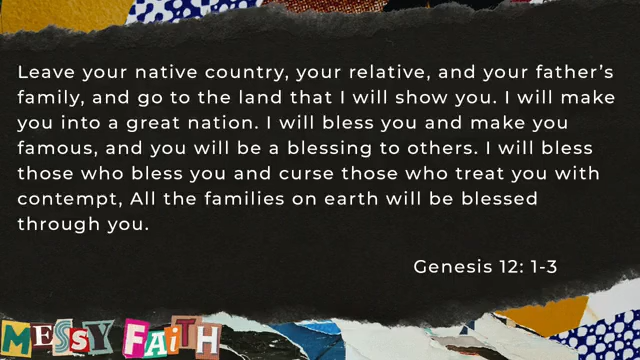 Leave your native country, your relative, and your father's
family, and go to the land that I will show you. I will make
you into a great nation. I will bless you and make you
famous, and you will be a blessing to others. I will bless
those who bless you and curse those who treat you with
contempt, All the families on earth will be blessed
through you.
Genesis 12: 1-3
MESSY FAiTH